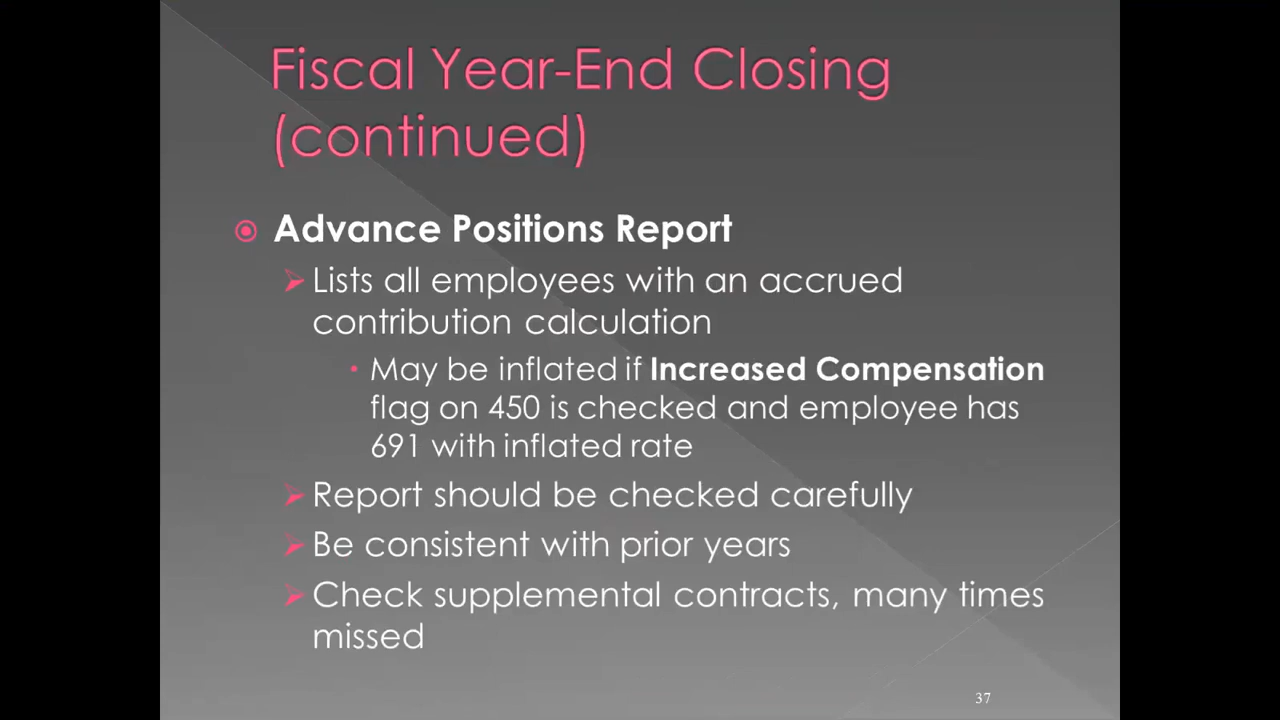 Fiscal Year-End Closing
(continued)
Advance Positions Report
Lists all employees with an accrued
contribution calculation
May be inflated if Increased Compensation
flag on 450 is checked and employee has
691 with inflated rate
Report should be checked carefully
Be consistent with prior years
Check supplemental contracts, many times
missed
37